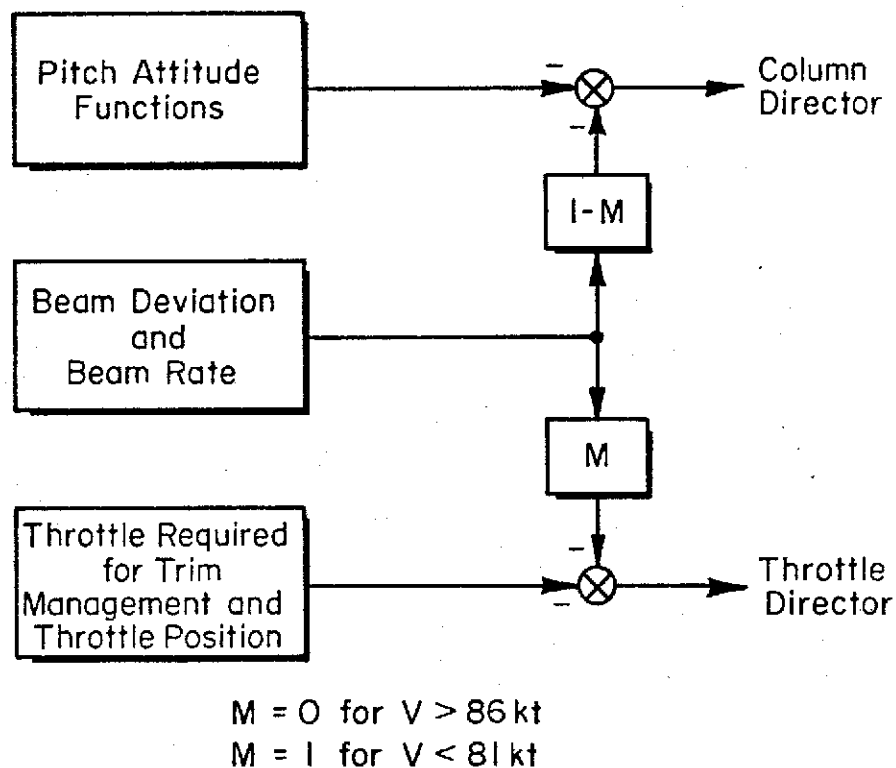 Pitch Attitude
Functions
−
−
Column
Director
I-M
Beam Deviation
and
Beam Rate
M
Throttle Required
for Trim
Management and
Throttle Position
−
−
Throttle
Director
M = 0 for V > 86 kt
M = 1 for V < 81 kt